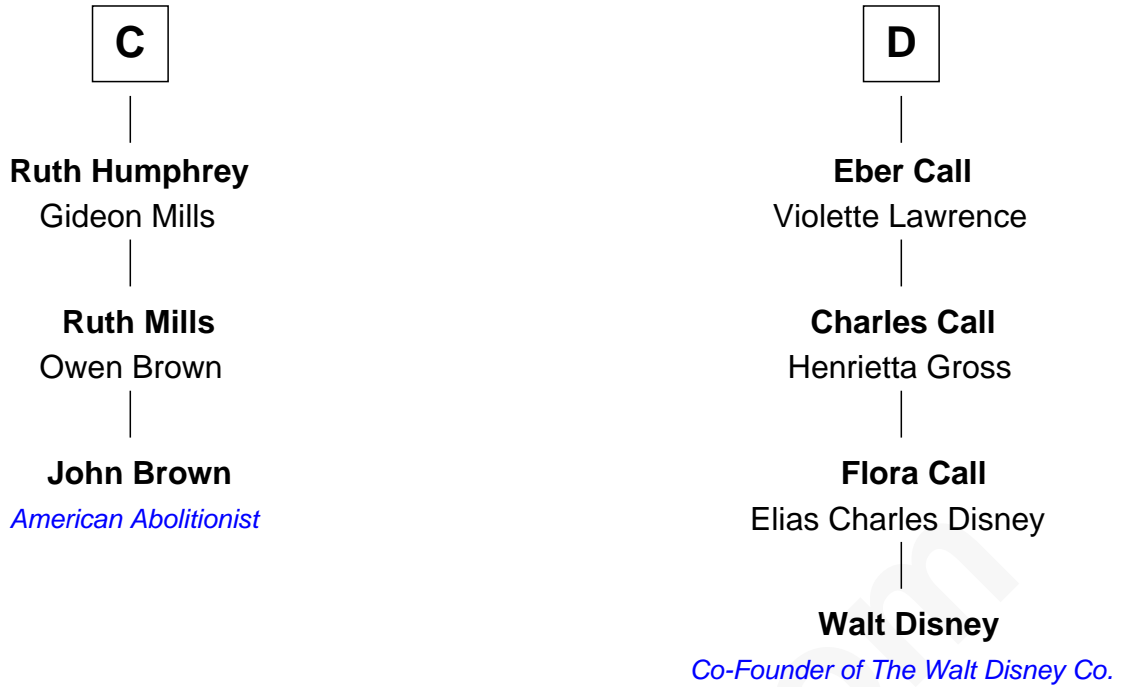 C
Ruth Humphrey
Gideon Mills
Ruth Mills
Owen Brown
John Brown
American Abolitionist
D
Eber Call
Violette Lawrence
Charles Call
Henrietta Gross
Flora Call
Elias Charles Disney
Walt Disney
Co-Founder of The Walt Disney Co.